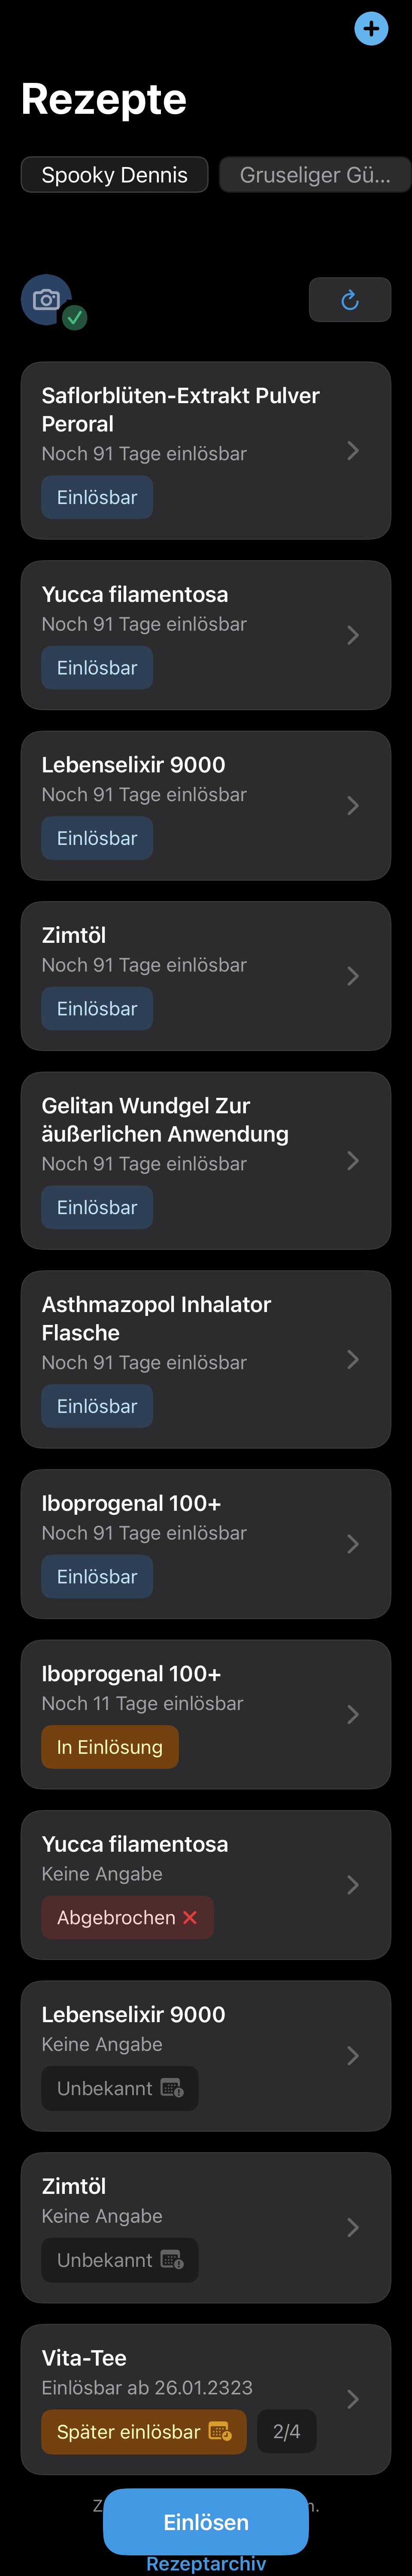 Rezepte
Spooky Dennis
Gruseliger Gü...
Saflorblüten-Extrakt Pulver
Peroral
Noch 91 Tage einlösbar
Einlösbar
Yucca filamentosa
Noch 91 Tage einlösbar
Einlösbar
Lebenselixir 9000
Noch 91 Tage einlösbar
Einlösbar
Zimtöl
Noch 91 Tage einlösbar
Einlösbar
Gelitan Wundgel Zur
äußerlichen Anwendung
Noch 91 Tage einlösbar
Einlösbar
Asthmazopol Inhalator
Flasche
Noch 91 Tage einlösbar
Einlösbar
Iboprogenal 100+
Noch 91 Tage einlösbar
Einlösbar
Iboprogenal 100+
Noch 11 Tage einlösbar
In Einlösung
Yucca filamentosa
Keine Angabe
Abgebrochen
Lebenselixir 9000
Keine Angabe
Unbekannt
Zimtöl
Keine Angabe
Unbekannt
Vita-Tee
Einlösbar ab 26.01.2323
Später einlösbar 2/4
Einlösen
Rezeptarchiv